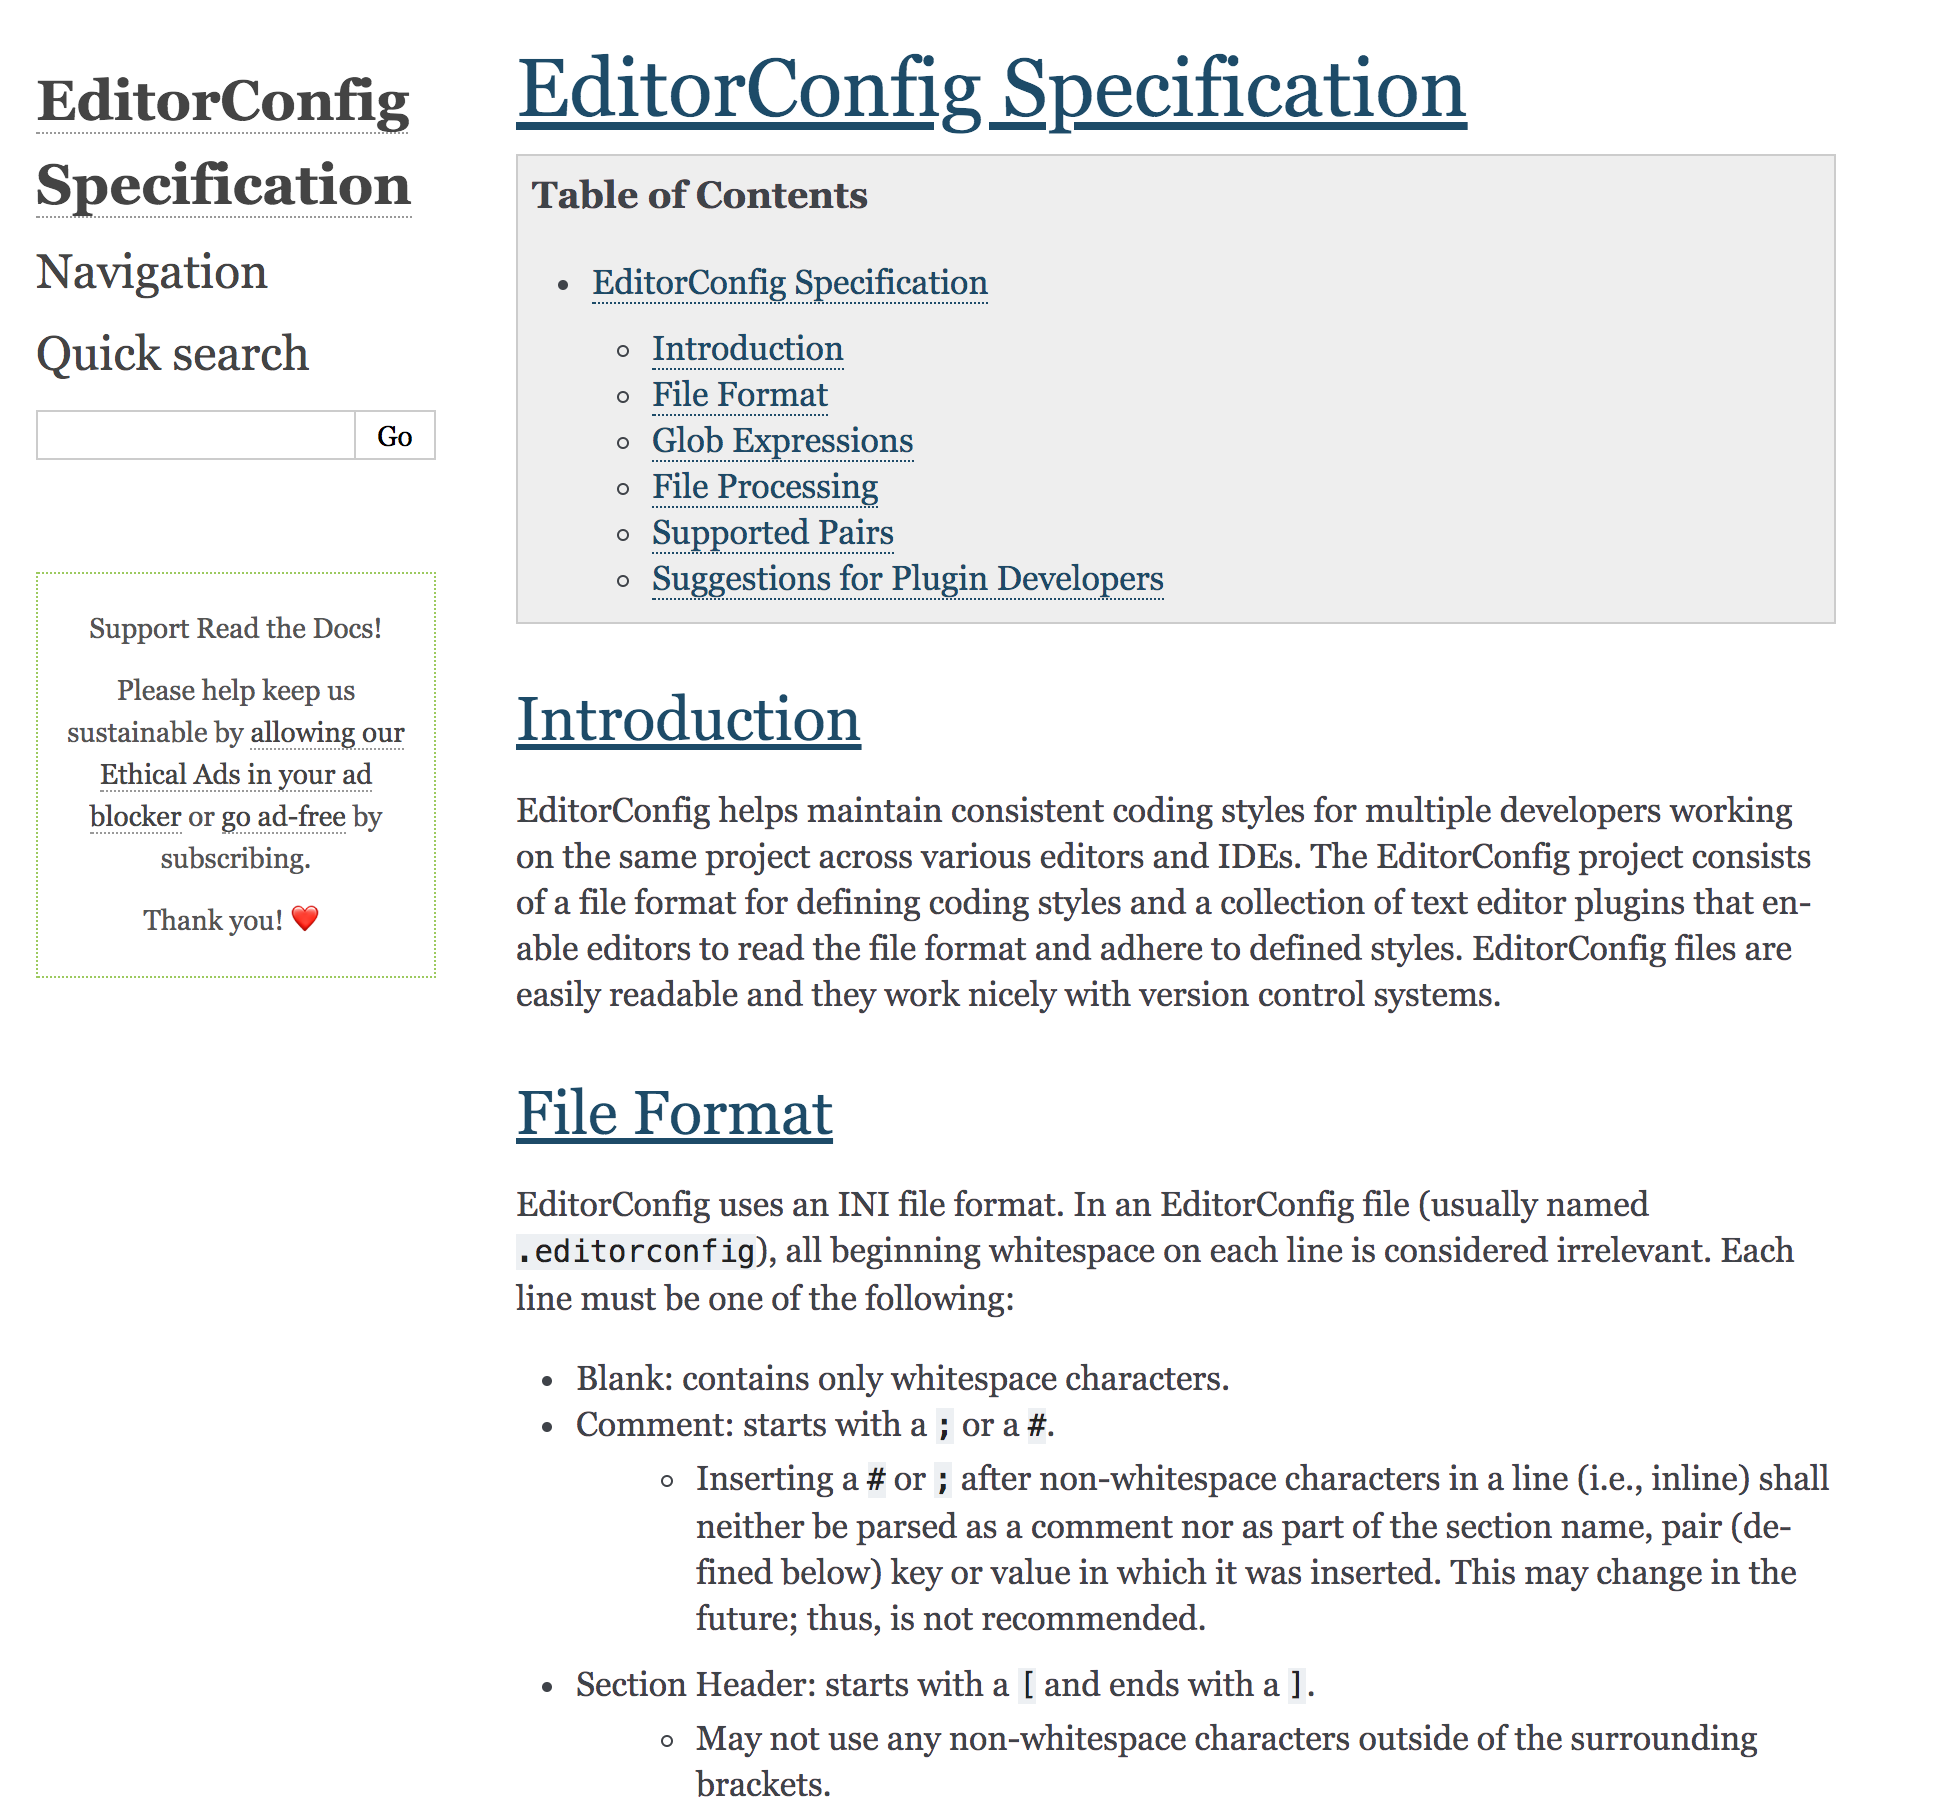 EditorConfig
Specification
Navigation
Quick search
Go
Support Read the Docs!
Please help keep us
sustainable by allowing our
Ethical Ads in your ad
blocker or go ad-free by
subscribing.
Thank you! ❤️
EditorConfig Specification
Table of Contents
• EditorConfig Specification
◦ Introduction
◦ File Format
◦ Glob Expressions
◦ File Processing
◦ Supported Pairs
◦ Suggestions for Plugin Developers
Introduction
EditorConfig helps maintain consistent coding styles for multiple developers working
on the same project across various editors and IDEs. The EditorConfig project consists
of a file format for defining coding styles and a collection of text editor plugins that en-
able editors to read the file format and adhere to defined styles. EditorConfig files are
easily readable and they work nicely with version control systems.
File Format
EditorConfig uses an INI file format. In an EditorConfig file (usually named
.editorconfig), all beginning whitespace on each line is considered irrelevant. Each
line must be one of the following:
• Blank: contains only whitespace characters.
• Comment: starts with a ; or a #.
◦ Inserting a # or ; after non-whitespace characters in a line (i.e., inline) shall
neither be parsed as a comment nor as part of the section name, pair (de-
fined below) key or value in which it was inserted. This may change in the
future; thus, is not recommended.
• Section Header: starts with a [ and ends with a ].
◦ May not use any non-whitespace characters outside of the surrounding
brackets.